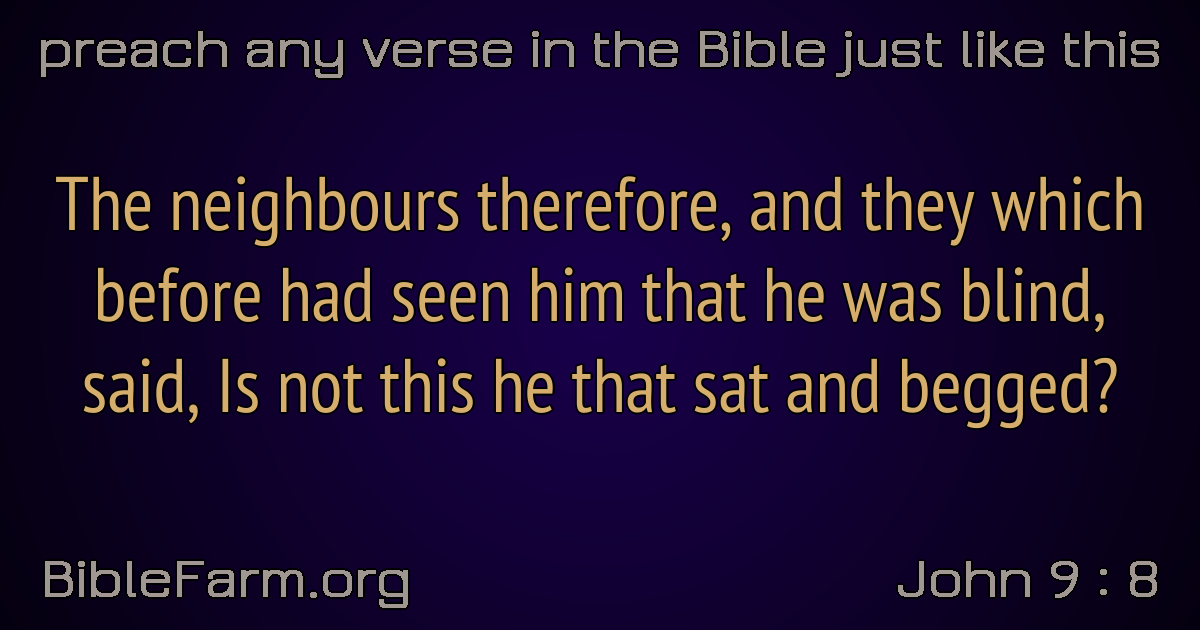 preach any verse in the Bible just like this
The neighbours therefore, and they which
before had seen him that he was blind,
said, Is not this he that sat and begged?
BibleFarm.org
John 9 : 8